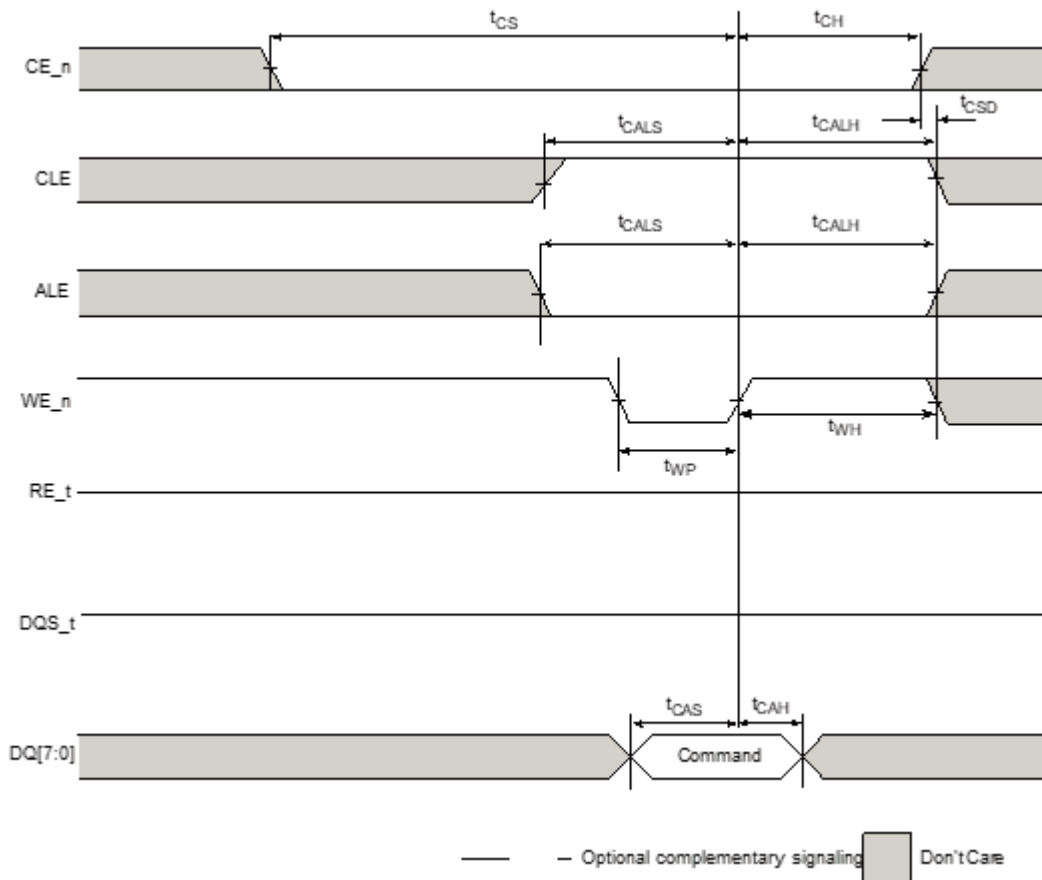 tCS
tCH
CE_n
tCSD
tCALS
tCALH
CLE
tCALS
tCALH
ALE
WE_n
tWH
tWP
RE_t
DQS_t
tCAS
tCAH
DQ[7:0]
Command
Optional complementary signaling
Don't Care